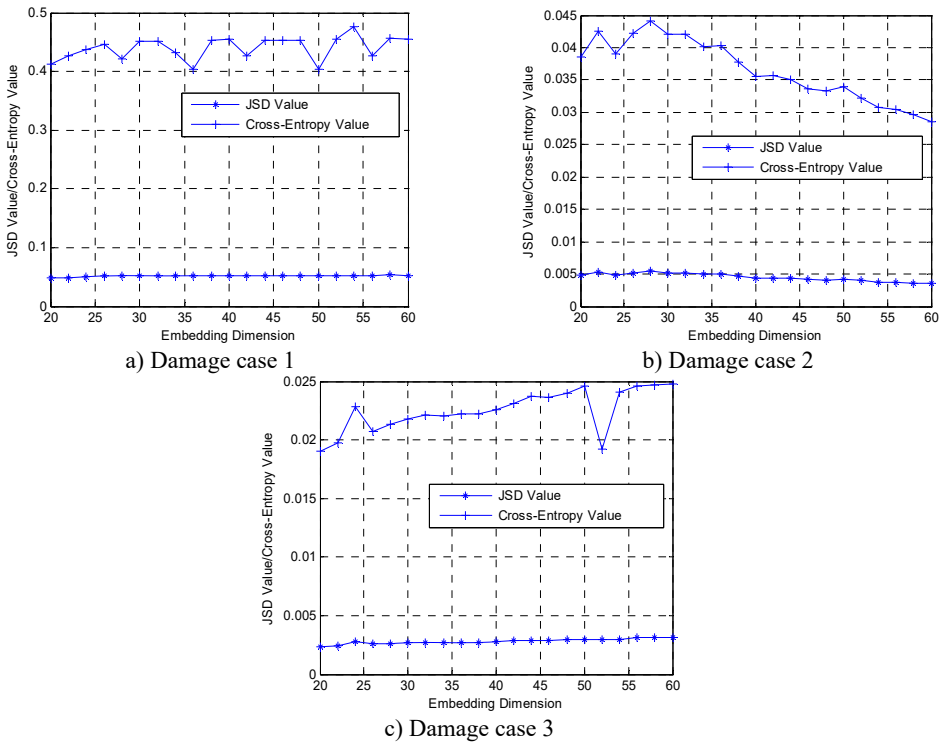 0.5
0.4
0.3
0.2
0.1
0
JSD Value/Cross-Entropy Value
JSD Value
Cross-Entropy Value
20 25 30 35 40 45 50 55 60
Embedding Dimension
a) Damage case 1
0.045
0.04
0.035
0.03
0.025
0.02
0.015
0.01
0.005
0
JSD Value/Cross-Entropy Value
JSD Value
Cross-Entropy Value
20 25 30 35 40 45 50 55 60
Embedding Dimension
b) Damage case 2
0.025
0.02
0.015
0.01
0.005
0
JSD Value/Cross-Entropy Value
JSD Value
Cross-Entropy Value
20 25 30 35 40 45 50 55 60
Embedding Dimension
c) Damage case 3